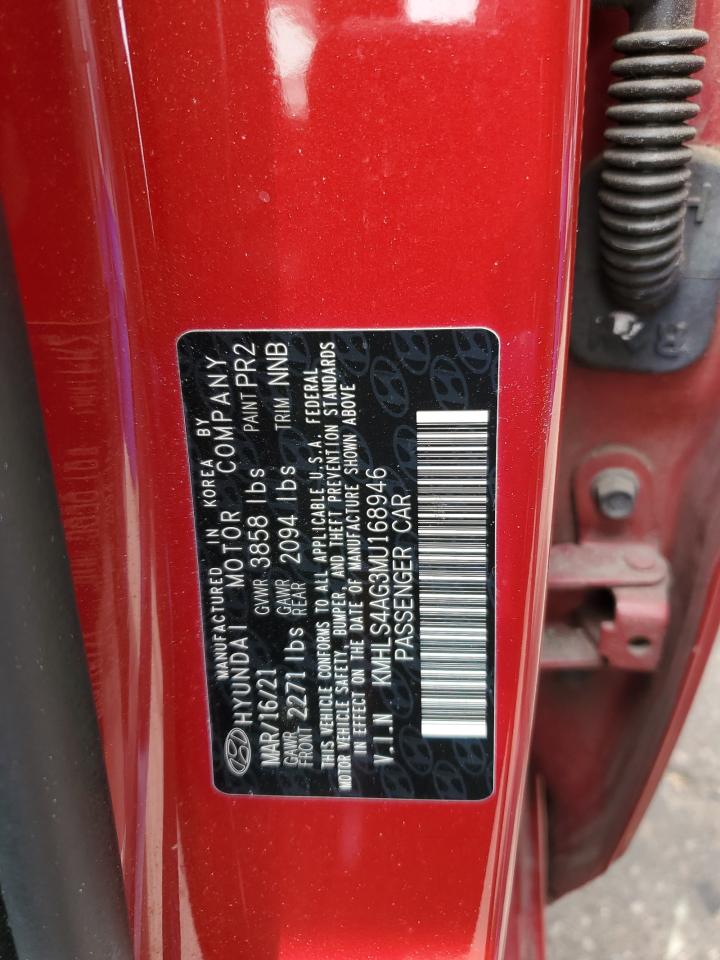 MANUFACTURED IN KOREA BY
HYUNDAI MOTOR COMPANY
MAR/16/21 GVWR 3858 lbs PAINT PR2
GAWR FRONT 2271 lbs GAWR REAR 2094 lbs TRIM NNB
THIS VEHICLE CONFORMS TO ALL APPLICABLE U.S.A. FEDERAL
MOTOR VEHICLE SAFETY, BUMPER, AND THEFT PREVENTION STANDARDS
IN EFFECT ON THE DATE OF MANUFACTURE SHOWN ABOVE
V.I.N KMHLS4AG3MU168946
PASSENGER CAR